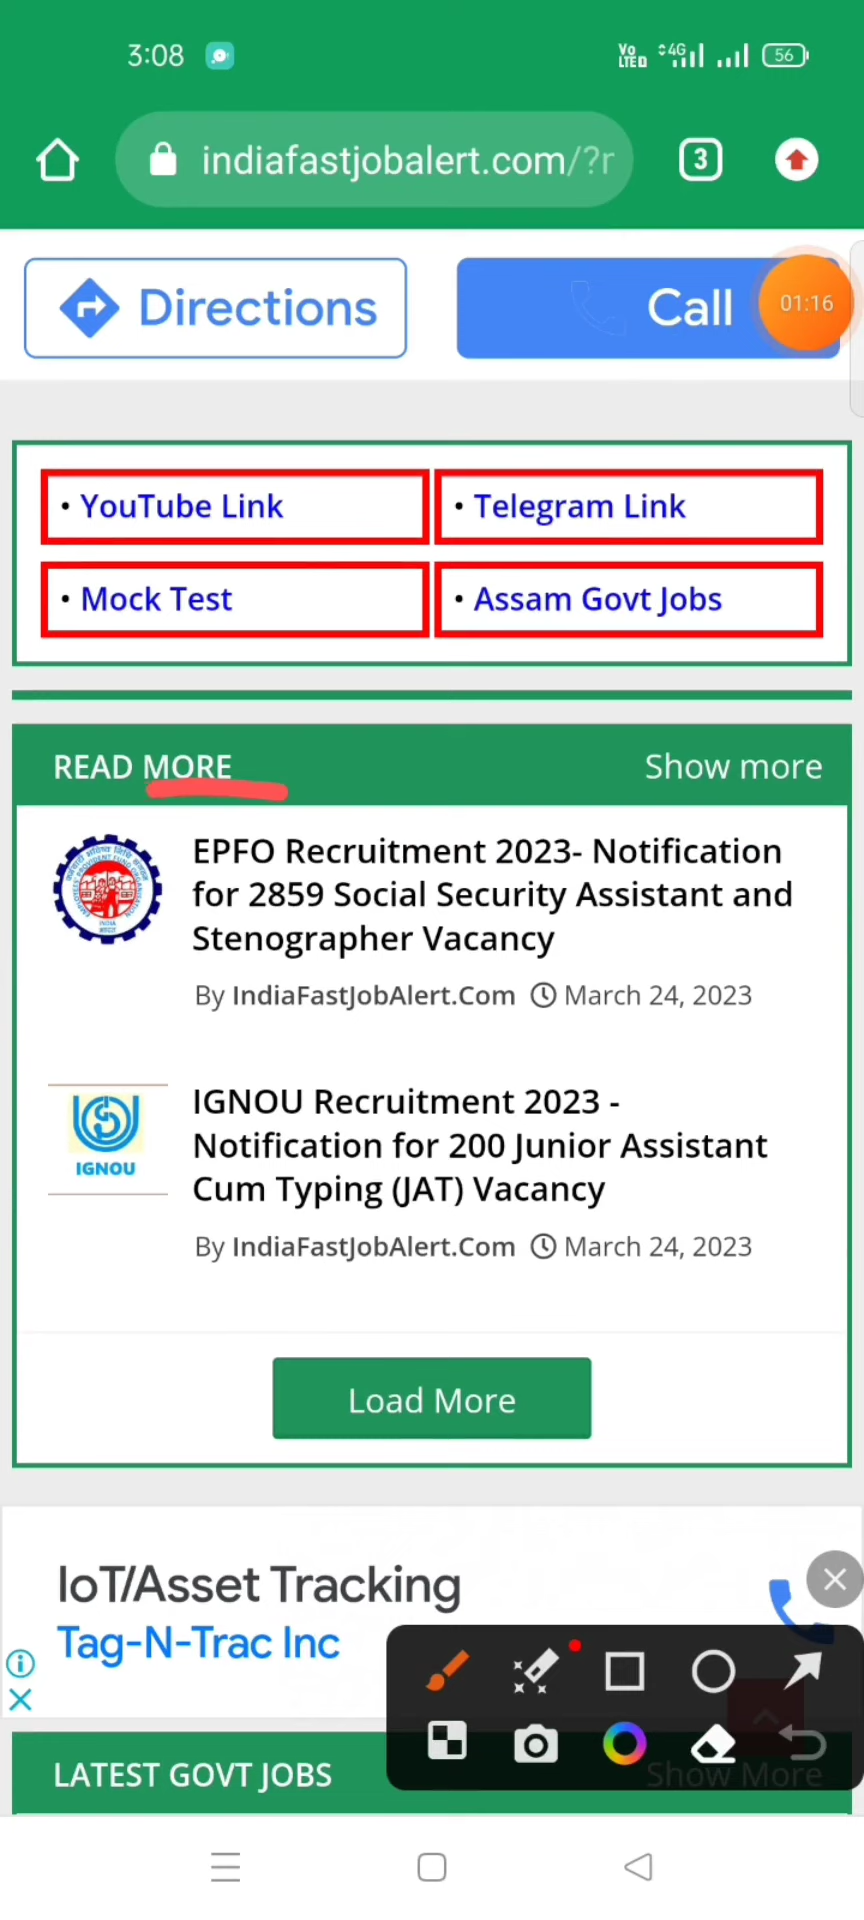 3:08
Vo LTE 4G 56
indiafastjobalert.com/?r
3
Directions
Call
01:16
• YouTube Link
• Telegram Link
• Mock Test
• Assam Govt Jobs
READ MORE
Show more
EPFO Recruitment 2023- Notification
for 2859 Social Security Assistant and
Stenographer Vacancy
By IndiaFastJobAlert.Com March 24, 2023
IGNOU
IGNOU Recruitment 2023 -
Notification for 200 Junior Assistant
Cum Typing (JAT) Vacancy
By IndiaFastJobAlert.Com March 24, 2023
Load More
IoT/Asset Tracking
Tag-N-Trac Inc
LATEST GOVT JOBS
Show More